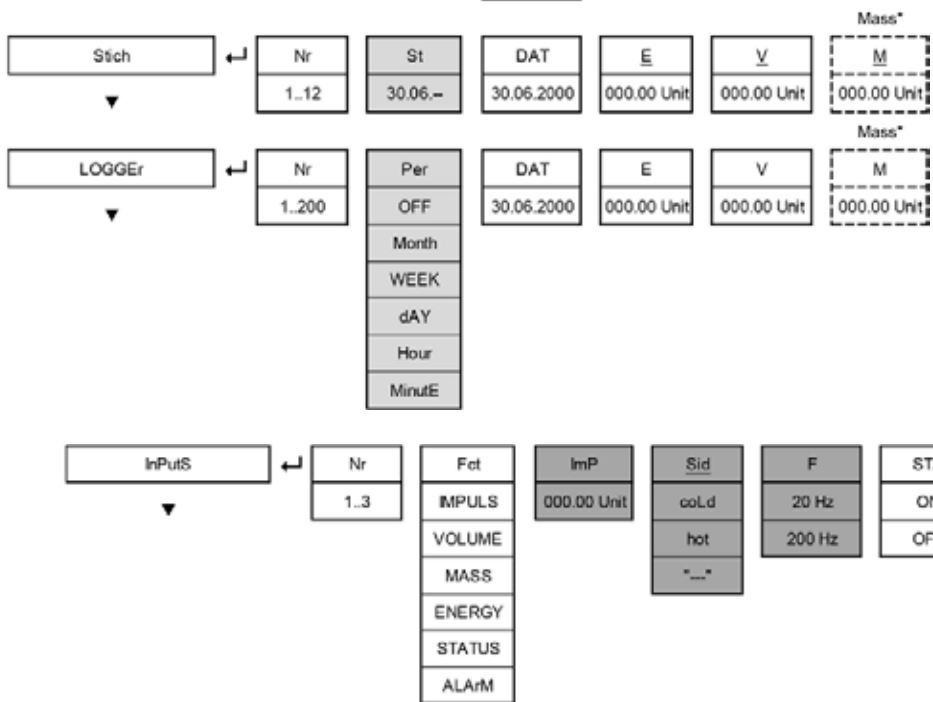 Mass*
Stich Nr St DAT E V M
1..12 30.06.-- 30.06.2000 000.00 Unit 000.00 Unit 000.00 Unit
Mass*
LOGGEr Nr Per DAT E V M
1..200 OFF 30.06.2000 000.00 Unit 000.00 Unit 000.00 Unit
Month
WEEK
dAY
Hour
MinutE
InPutS Nr Fct ImP Sid F
1..3 IMPULS 000.00 Unit coLd 20 Hz
VOLUME hot 200 Hz
MASS "---"
ENERGY
STATUS
ALArM